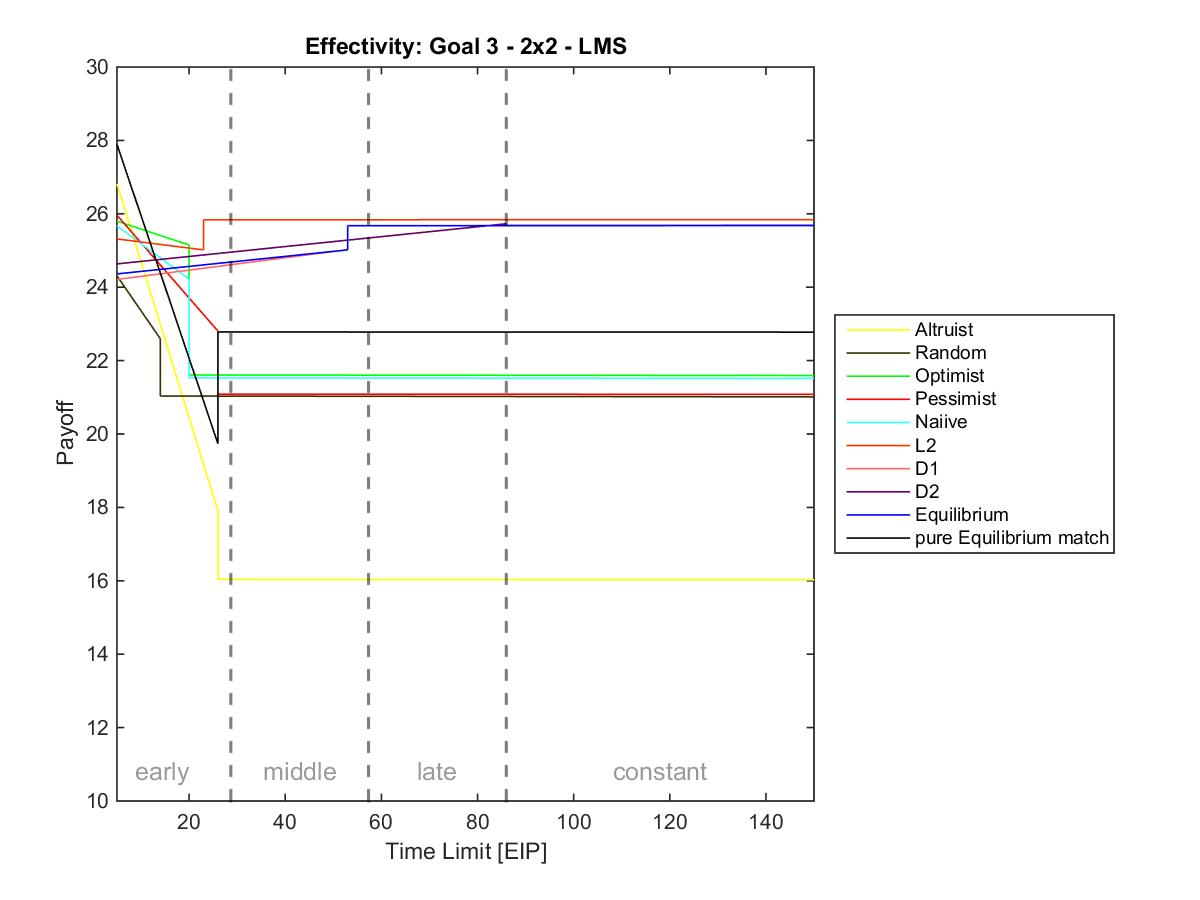 Effectivity: Goal 3 - 2x2 - LMS
30
28
26
24
22
20
18
16
14
12
10
Payoff
early middle late constant
20 40 60 80 100 120 140
Time Limit [EIP]
Altruist
Random
Optimist
Pessimist
Naiive
L2
D1
D2
Equilibrium
pure Equilibrium match